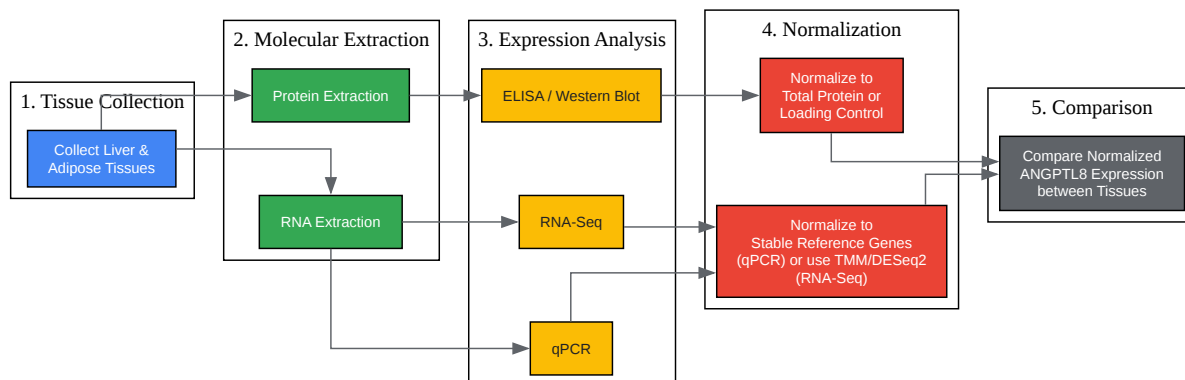 1. Tissue Collection
Collect Liver &
Adipose Tissues
2. Molecular Extraction
Protein Extraction
RNA Extraction
3. Expression Analysis
ELISA / Western Blot
RNA-Seq
qPCR
4. Normalization
Normalize to
Total Protein or
Loading Control
Normalize to
Stable Reference Genes
(qPCR) or use TMM/DESeq2
(RNA-Seq)
5. Comparison
Compare Normalized
ANGPTL8 Expression
between Tissues